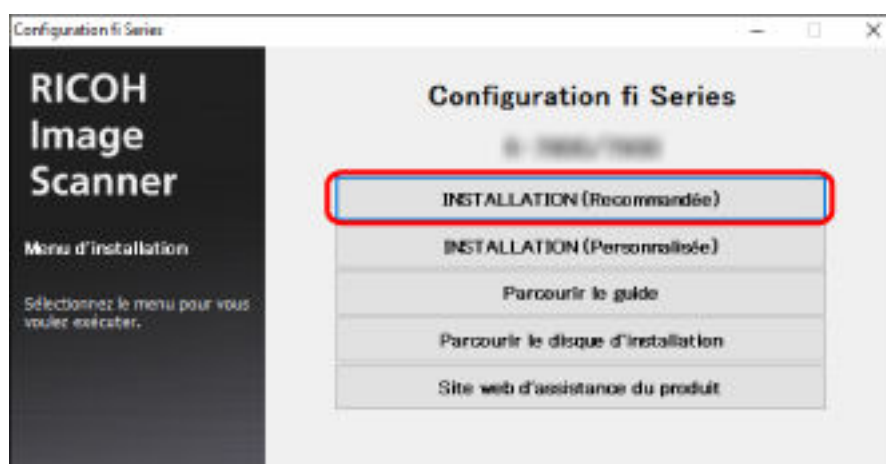 Configuration fi Series
RICOH
Image
Scanner
Menu d'installation
Sélectionnez le menu pour vous
voulez exécuter.
Configuration fi Series
INSTALLATION (Recommandée)
INSTALLATION (Personnalisée)
Parcourir le guide
Parcourir le disque d'installation
Site web d'assistance du produit